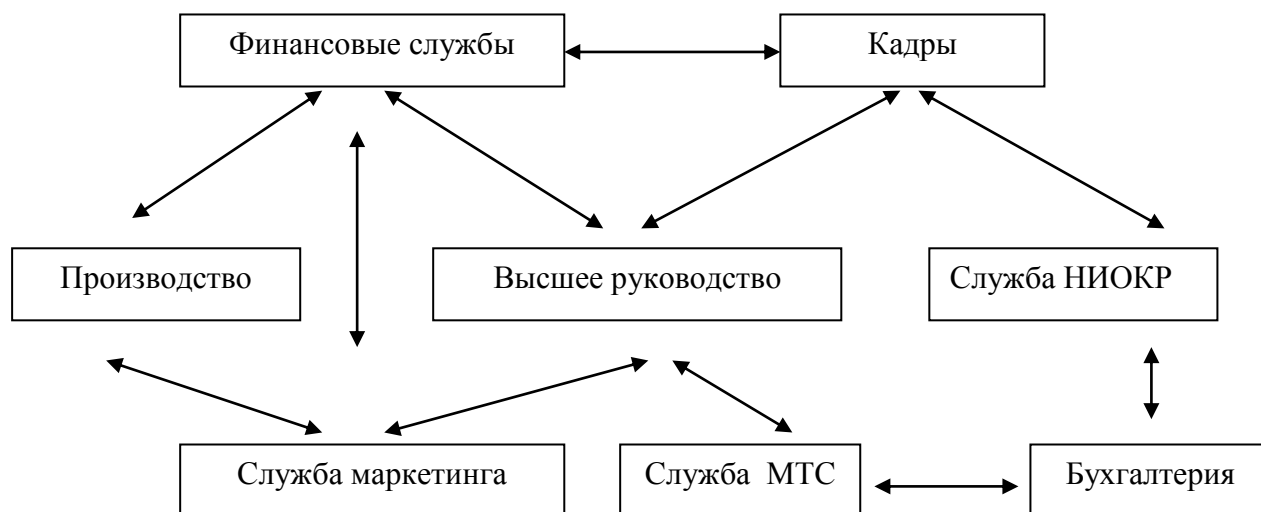 Финансовые службы
Кадры
Производство
Высшее руководство
Служба НИОКР
Служба маркетинга
Служба МТС
Бухгалтерия